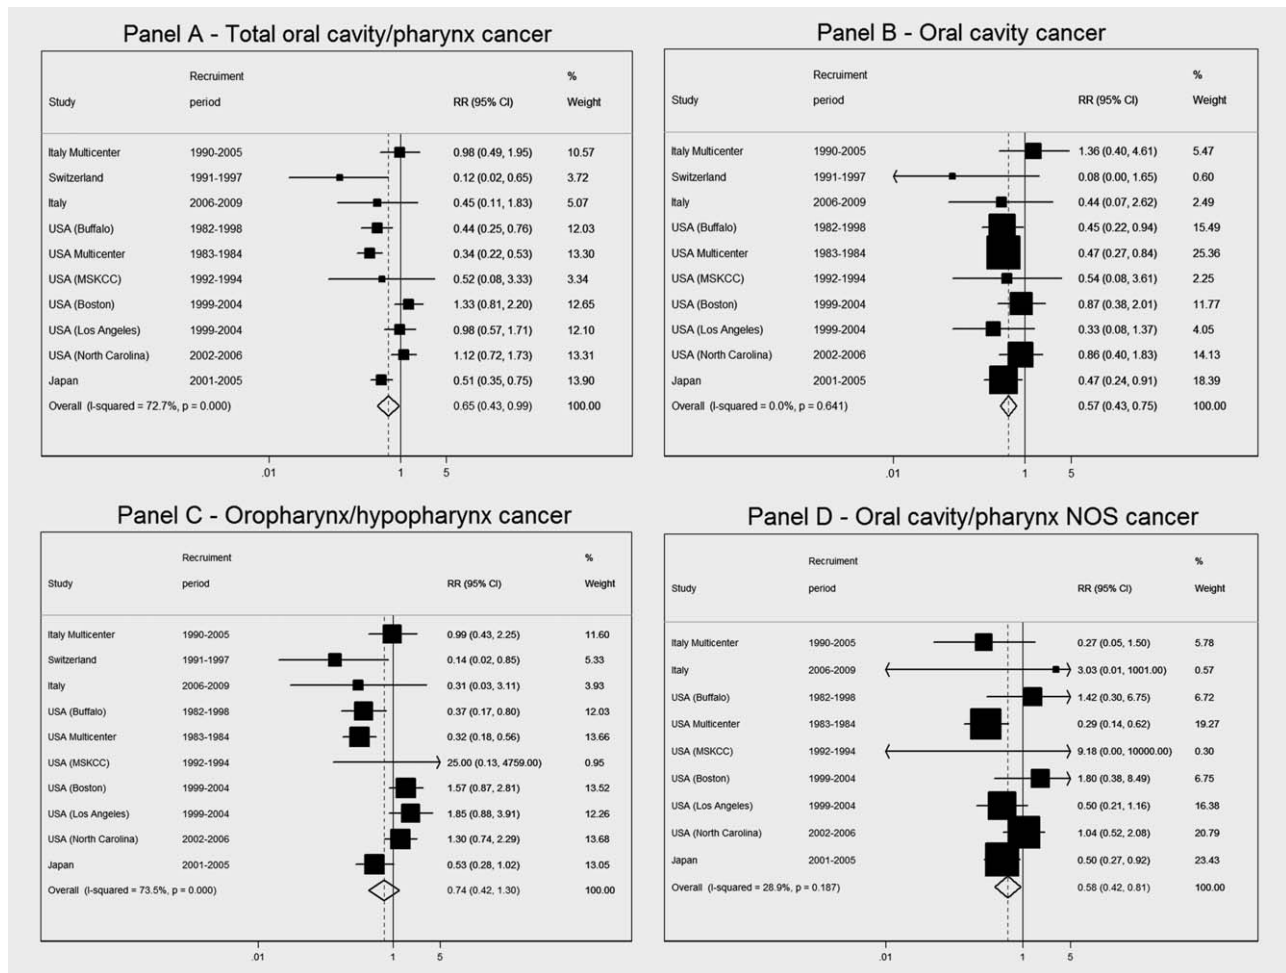 Panel A - Total oral cavity/pharynx cancer
Recruiment %
Study period RR (95% CI) Weight
Italy Multicenter 1990-2005 0.98 (0.49, 1.95) 10.57
Switzerland 1991-1997 0.12 (0.02, 0.65) 3.72
Italy 2006-2009 0.45 (0.11, 1.83) 5.07
USA (Buffalo) 1982-1998 0.44 (0.25, 0.76) 12.03
USA Multicenter 1983-1984 0.34 (0.22, 0.53) 13.30
USA (MSKCC) 1992-1994 0.52 (0.08, 3.33) 3.34
USA (Boston) 1999-2004 1.33 (0.81, 2.20) 12.65
USA (Los Angeles) 1999-2004 0.98 (0.57, 1.71) 12.10
USA (North Carolina) 2002-2006 1.12 (0.72, 1.73) 13.31
Japan 2001-2005 0.51 (0.35, 0.75) 13.90
Overall (I-squared = 72.7%, p = 0.000) 0.65 (0.43, 0.99) 100.00
.01 1 5
Panel B - Oral cavity cancer
Recruiment %
Study period RR (95% CI) Weight
Italy Multicenter 1990-2005 1.36 (0.40, 4.61) 5.47
Switzerland 1991-1997 0.08 (0.00, 1.65) 0.60
Italy 2006-2009 0.44 (0.07, 2.62) 2.49
USA (Buffalo) 1982-1998 0.45 (0.22, 0.94) 15.49
USA Multicenter 1983-1984 0.47 (0.27, 0.84) 25.36
USA (MSKCC) 1992-1994 0.54 (0.08, 3.61) 2.25
USA (Boston) 1999-2004 0.87 (0.38, 2.01) 11.77
USA (Los Angeles) 1999-2004 0.33 (0.08, 1.37) 4.05
USA (North Carolina) 2002-2006 0.86 (0.40, 1.83) 14.13
Japan 2001-2005 0.47 (0.24, 0.91) 18.39
Overall (I-squared = 0.0%, p = 0.641) 0.57 (0.43, 0.75) 100.00
.01 1 5
Panel C - Oropharynx/hypopharynx cancer
Recruiment %
Study period RR (95% CI) Weight
Italy Multicenter 1990-2005 0.99 (0.43, 2.25) 11.60
Switzerland 1991-1997 0.14 (0.02, 0.85) 5.33
Italy 2006-2009 0.31 (0.03, 3.11) 3.93
USA (Buffalo) 1982-1998 0.37 (0.17, 0.80) 12.03
USA Multicenter 1983-1984 0.32 (0.18, 0.56) 13.66
USA (MSKCC) 1992-1994 25.00 (0.13, 4759.00) 0.95
USA (Boston) 1999-2004 1.57 (0.87, 2.81) 13.52
USA (Los Angeles) 1999-2004 1.85 (0.88, 3.91) 12.26
USA (North Carolina) 2002-2006 1.30 (0.74, 2.29) 13.68
Japan 2001-2005 0.53 (0.28, 1.02) 13.05
Overall (I-squared = 73.5%, p = 0.000) 0.74 (0.42, 1.30) 100.00
.01 1 5
Panel D - Oral cavity/pharynx NOS cancer
Recruiment %
Study period RR (95% CI) Weight
Italy Multicenter 1990-2005 0.27 (0.05, 1.50) 5.78
Italy 2006-2009 3.03 (0.01, 1001.00) 0.57
USA (Buffalo) 1982-1998 1.42 (0.30, 6.75) 6.72
USA Multicenter 1983-1984 0.29 (0.14, 0.62) 19.27
USA (MSKCC) 1992-1994 9.18 (0.00, 10000.00) 0.30
USA (Boston) 1999-2004 1.80 (0.38, 8.49) 6.75
USA (Los Angeles) 1999-2004 0.50 (0.21, 1.16) 16.38
USA (North Carolina) 2002-2006 1.04 (0.52, 2.08) 20.79
Japan 2001-2005 0.50 (0.27, 0.92) 23.43
Overall (I-squared = 28.9%, p = 0.187) 0.58 (0.42, 0.81) 100.00
.01 1 5